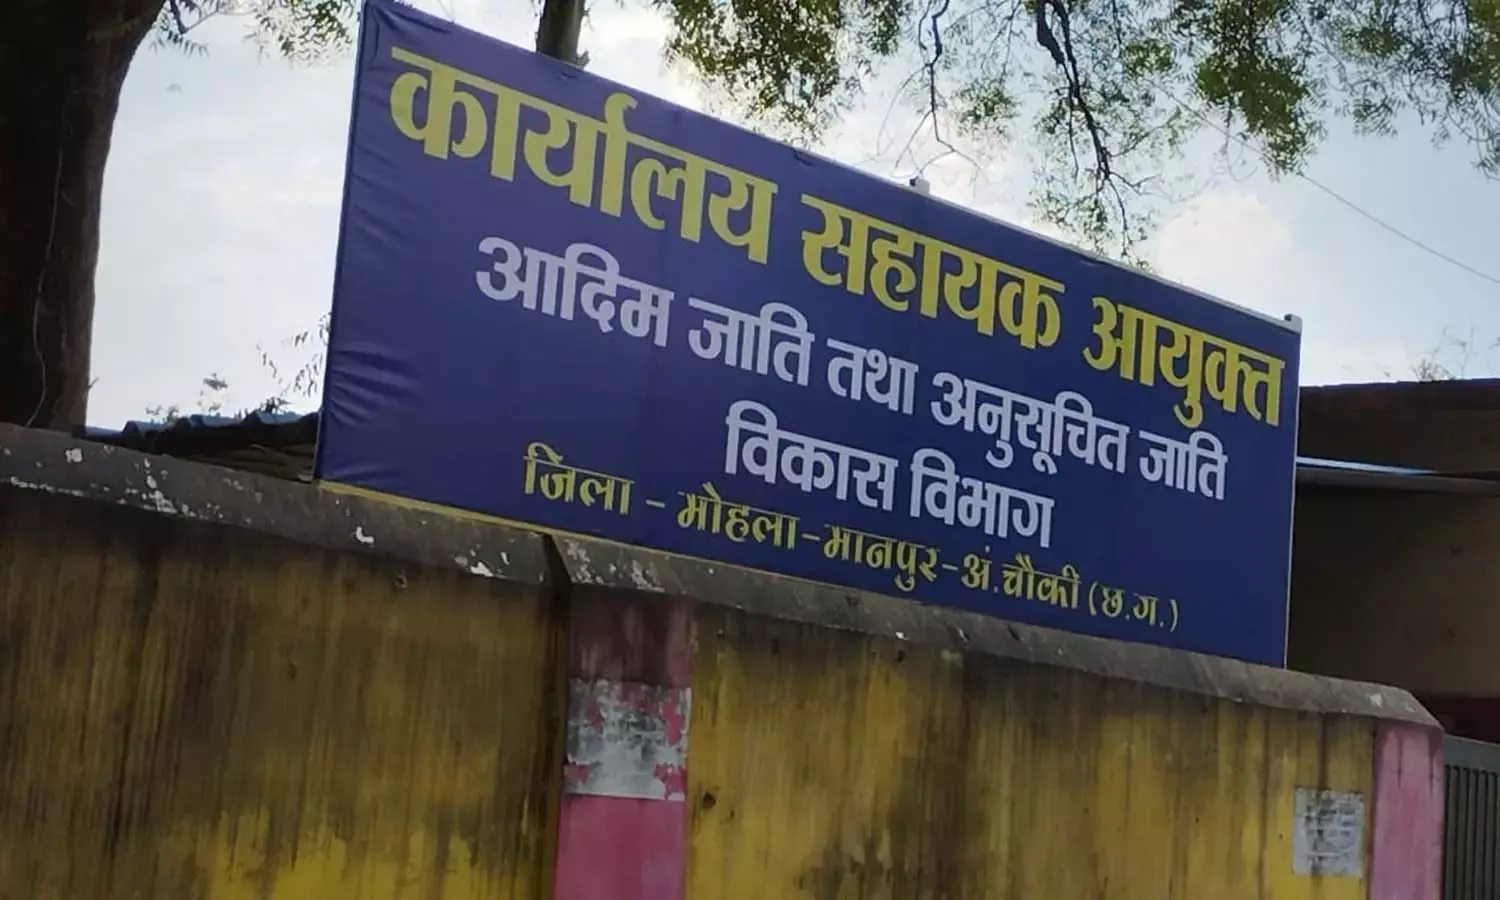 कार्यालय सहायक आयुक्त
आदिम जाति तथा अनुसूचित जाति
विकास विभाग
जिला - मोहला-मानपुर-अं.चौकी (छ.ग.)